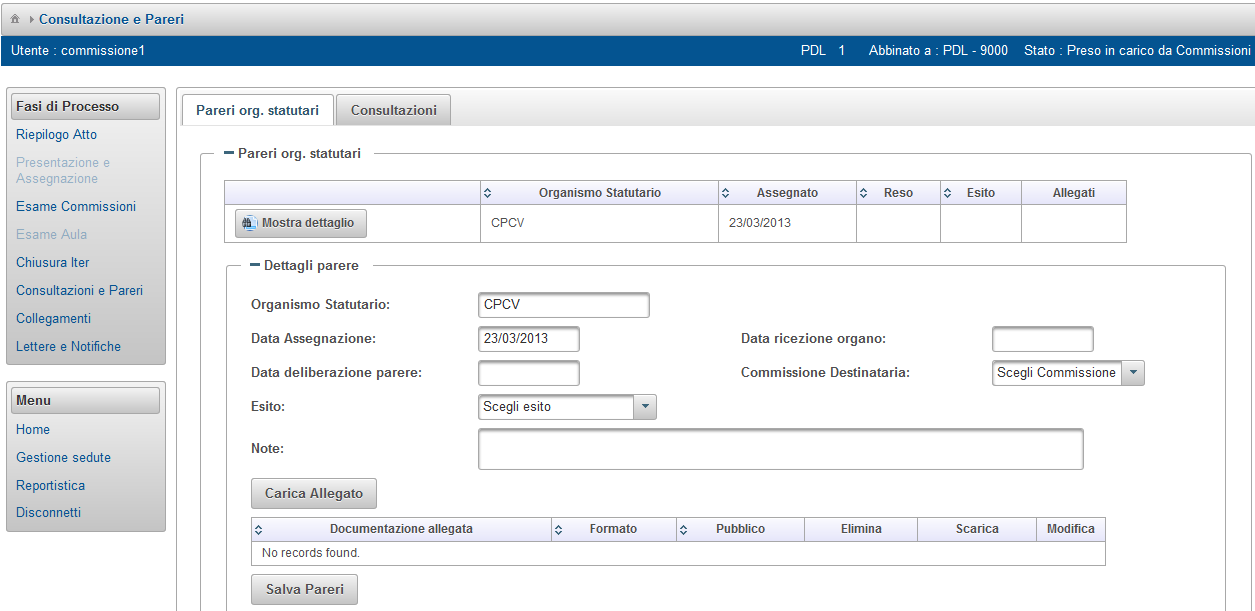 Consultazione e Pareri
Utente : commissione1 PDL 1 Abbinato a : PDL - 9000 Stato : Preso in carico da Commissioni
Fasi di Processo
Riepilogo Atto
Presentazione e
Assegnazione
Esame Commissioni
Esame Aula
Chiusura Iter
Consultazioni e Pareri
Collegamenti
Lettere e Notifiche
Menu
Home
Gestione sedute
Reportistica
Disconnetti
Pareri org. statutari Consultazioni
Pareri org. statutari
Organismo Statutario Assegnato Reso Esito Allegati
Mostra dettaglio CPCV 23/03/2013
Dettagli parere
Organismo Statutario: CPCV
Data Assegnazione: 23/03/2013 Data ricezione organo:
Data deliberazione parere: Commissione Destinataria: Scegli Commissione
Esito: Scegli esito
Note:
Carica Allegato
Documentazione allegata Formato Pubblico Elimina Scarica Modifica
No records found.
Salva Pareri